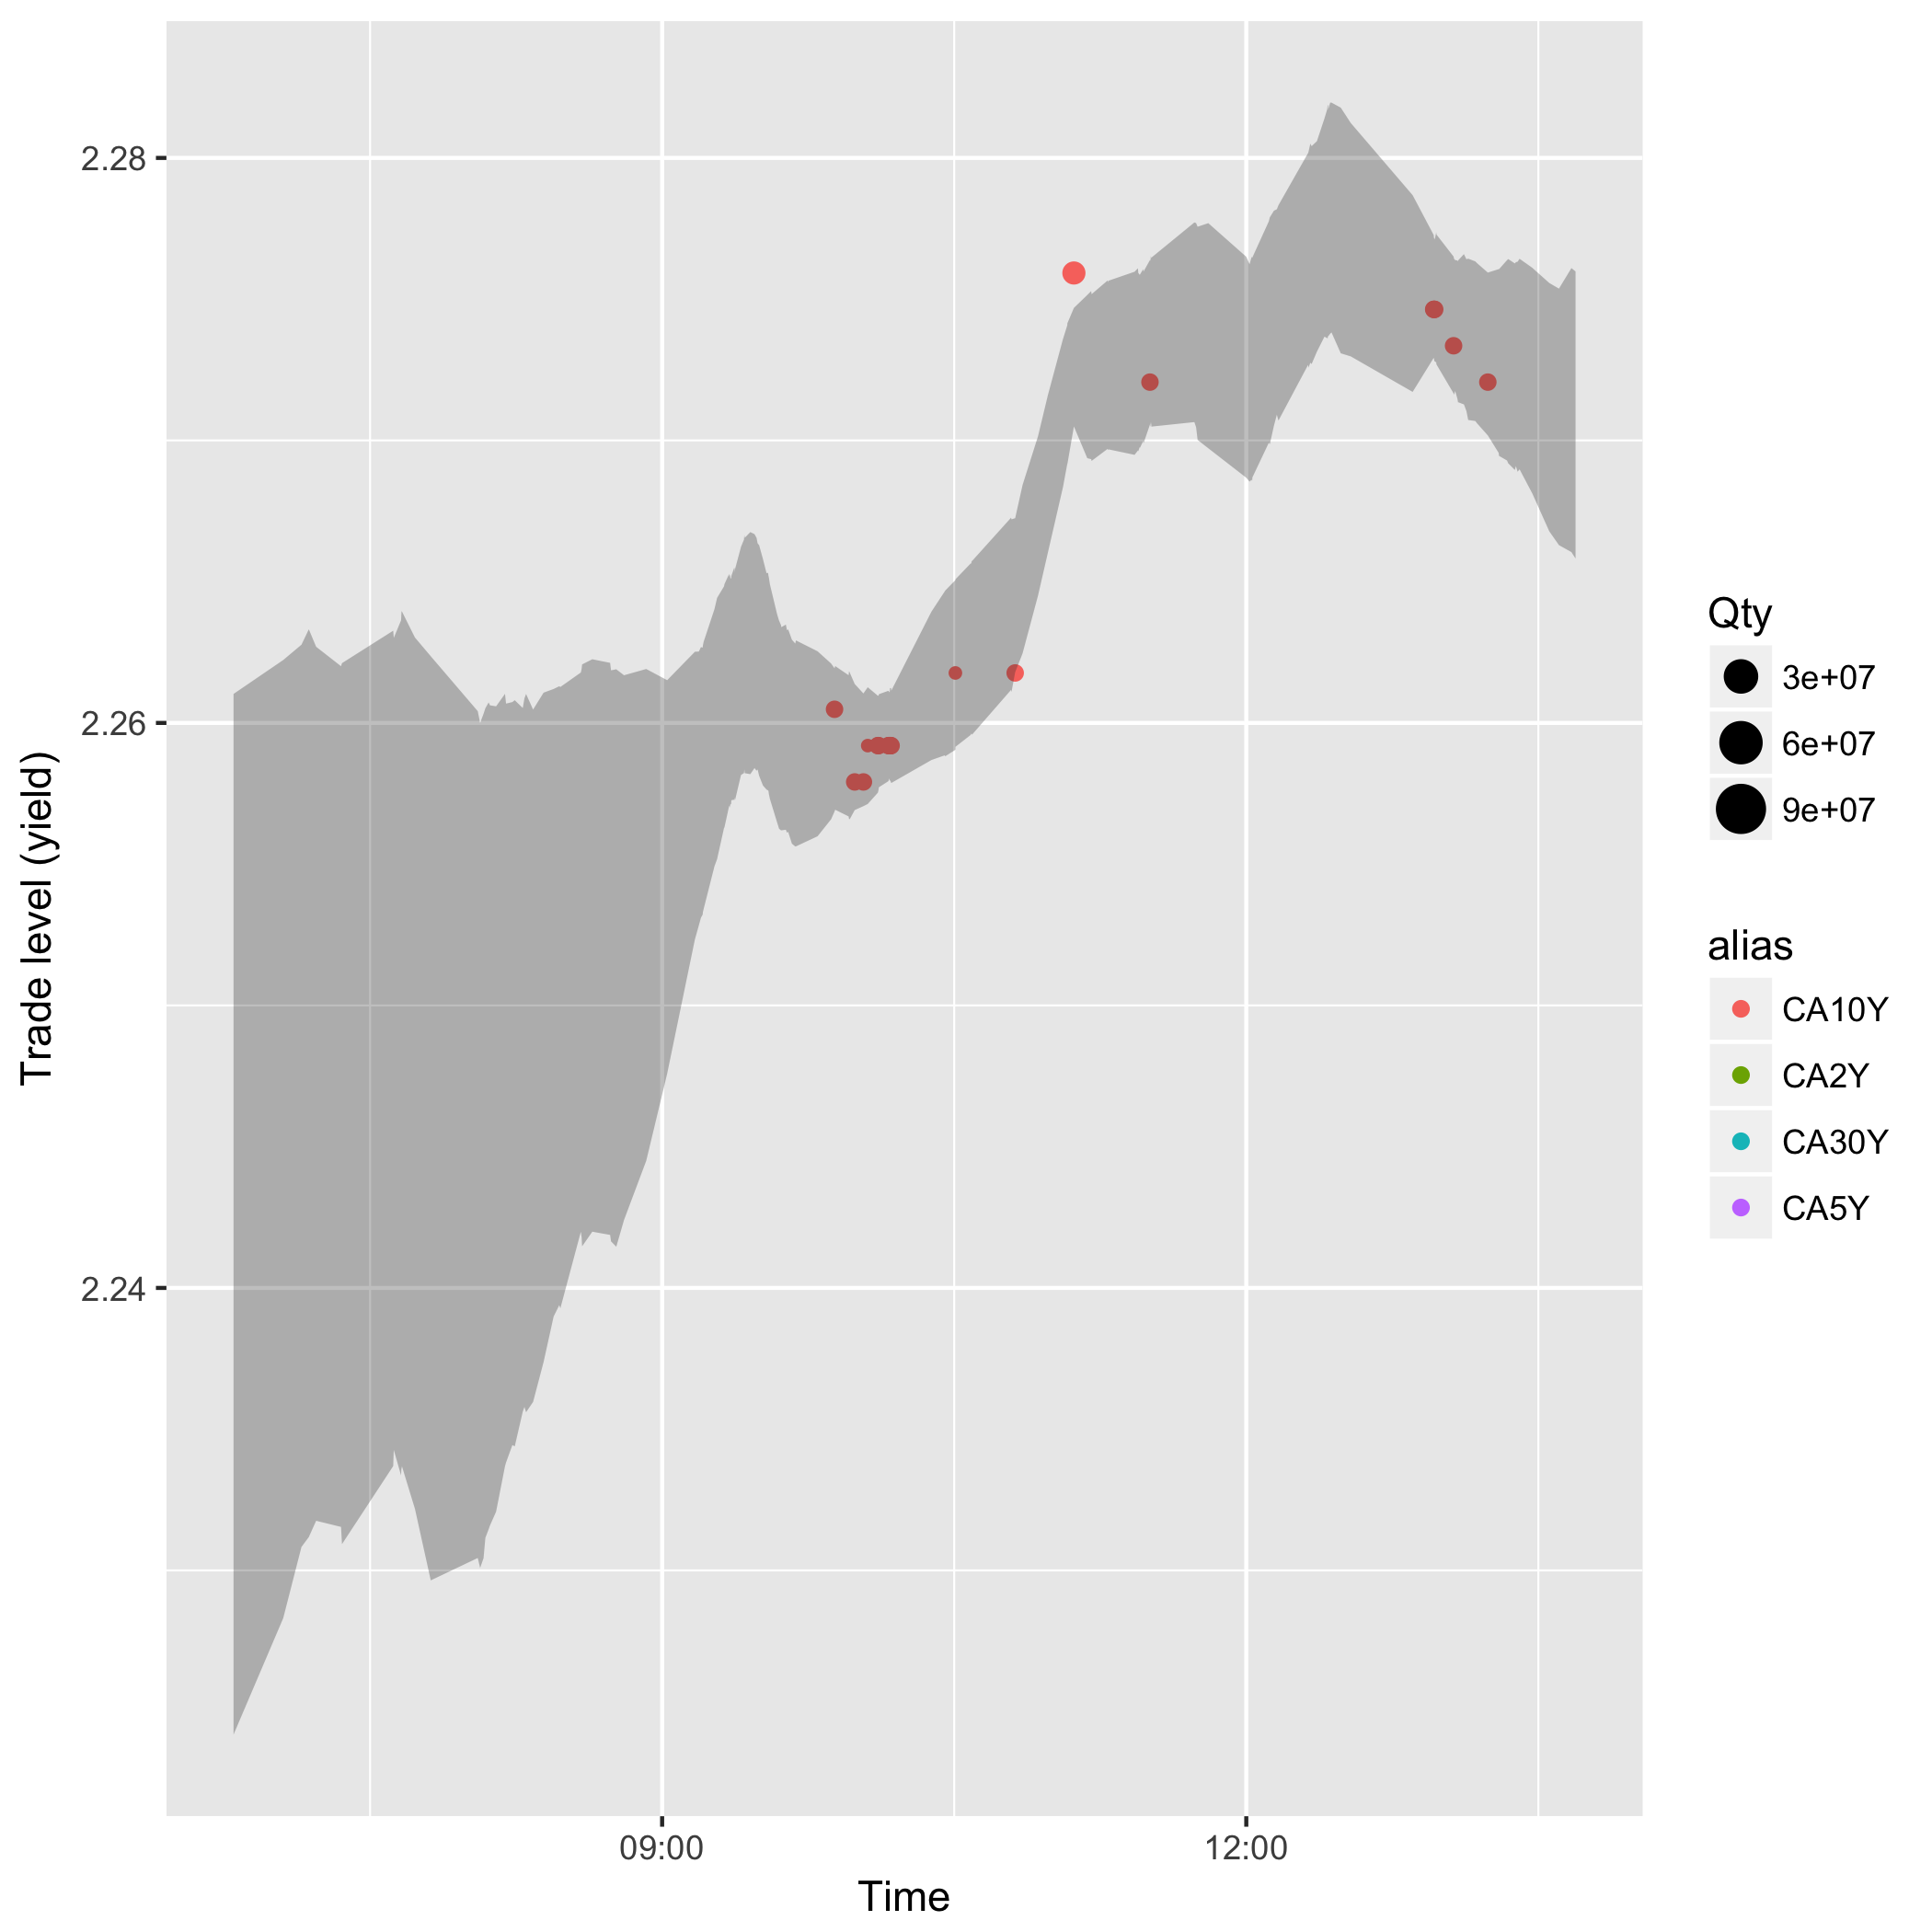 2.28
2.26
2.24
Trade level (yield)
09:00
12:00
Time
Qty
3e+07
6e+07
9e+07
alias
CA10Y
CA2Y
CA30Y
CA5Y